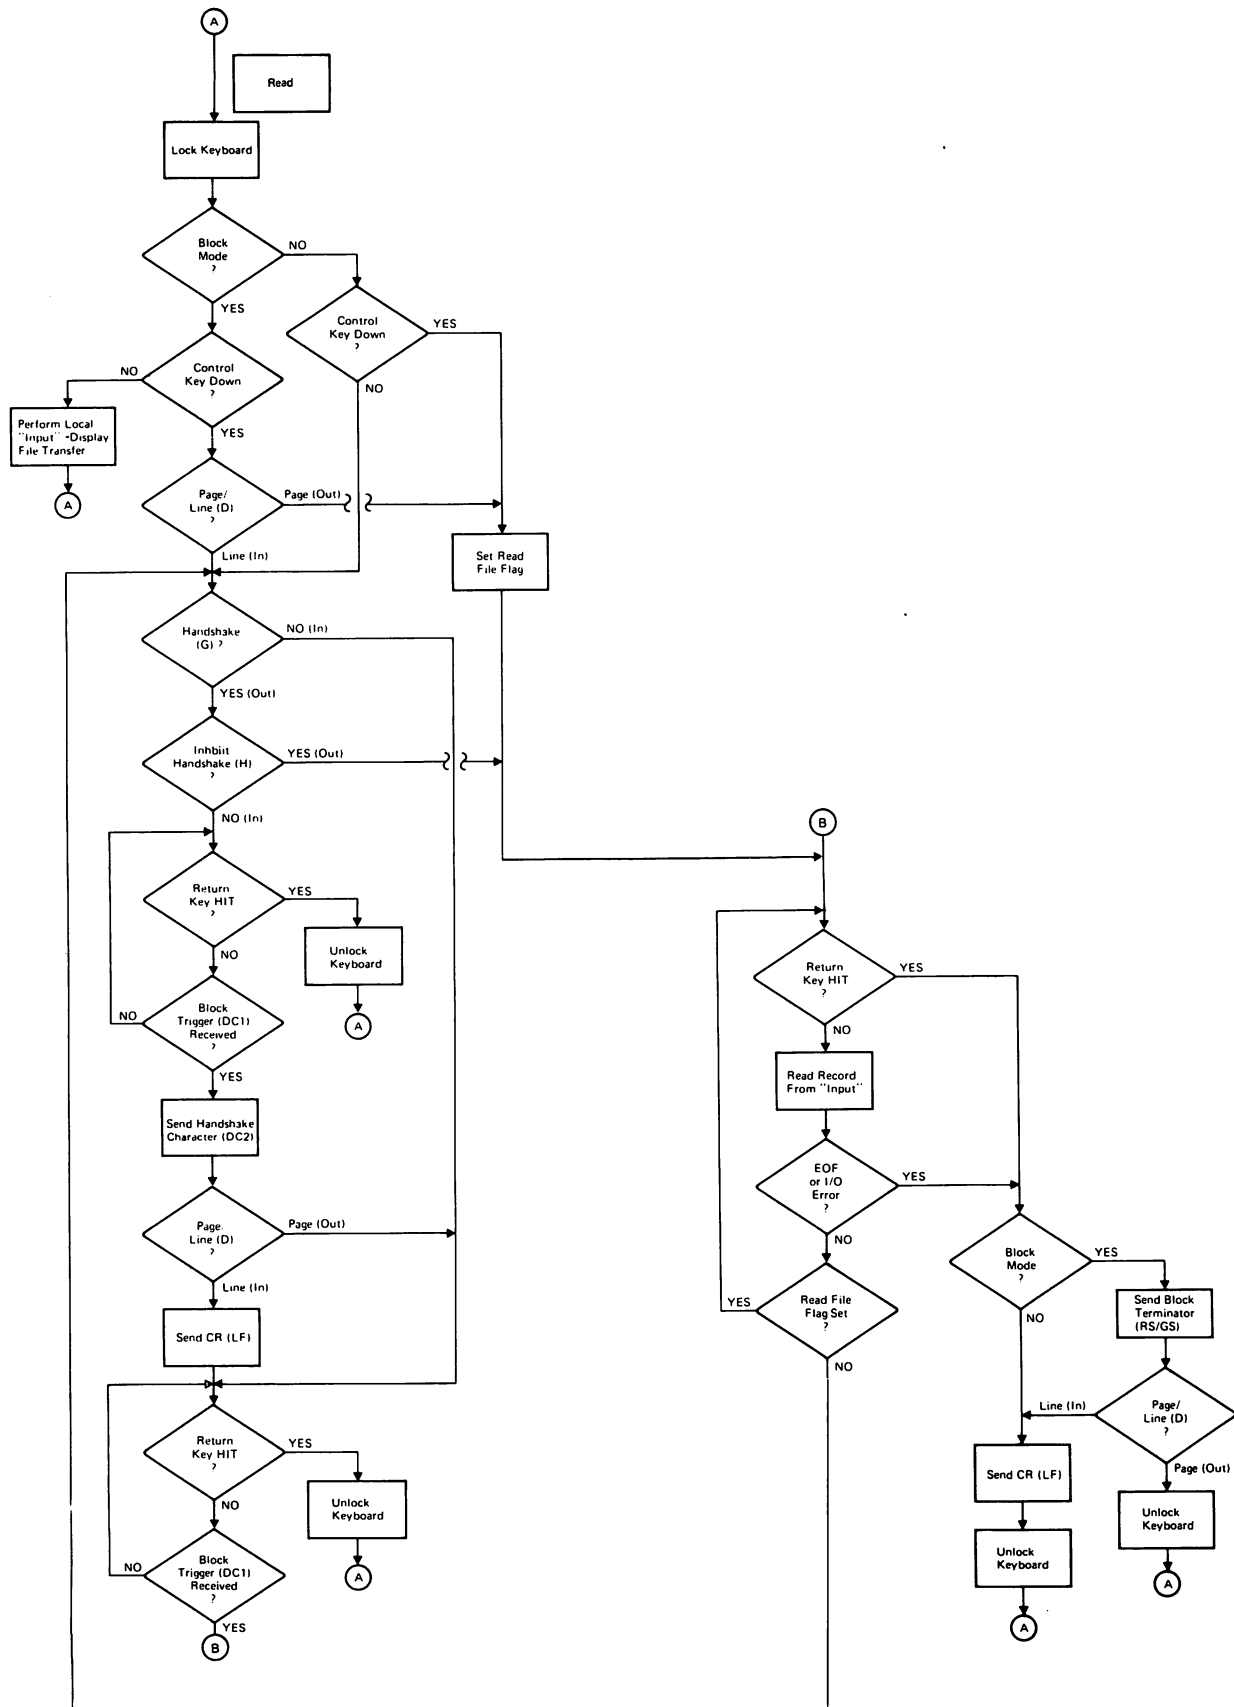 A
Read
Lock Keyboard
Block
Mode
?
NO
YES
Control
Key Down
?
YES
NO
Control
Key Down
?
NO
YES
Perform Local
"Input" -Display
File Transfer
A
Page/
Line (D)
?
Page (Out)
Line (In)
Set Read
File Flag
Handshake
(G) ?
NO (In)
YES (Out)
Inhbiit
Handshake (H)
?
YES (Out)
NO (In)
Return
Key HIT
?
YES
NO
Unlock
Keyboard
A
Block
Trigger (DC1)
Received
?
NO
YES
Send Handshake
Character (DC2)
Page/
Line (D)
?
Page (Out)
Line (In)
Send CR (LF)
Return
Key HIT
?
YES
NO
Unlock
Keyboard
A
Block
Trigger (DC1)
Received
?
NO
YES
B
B
Return
Key HIT
?
YES
NO
Read Record
From "Input"
EOF
or I/O
Error
?
YES
NO
Read File
Flag Set
?
YES
NO
Block
Mode
?
YES
NO
Send Block
Terminator
(RS/GS)
Page/
Line (D)
?
Line (In)
Page (Out)
Send CR (LF)
Unlock
Keyboard
A
Unlock
Keyboard
A